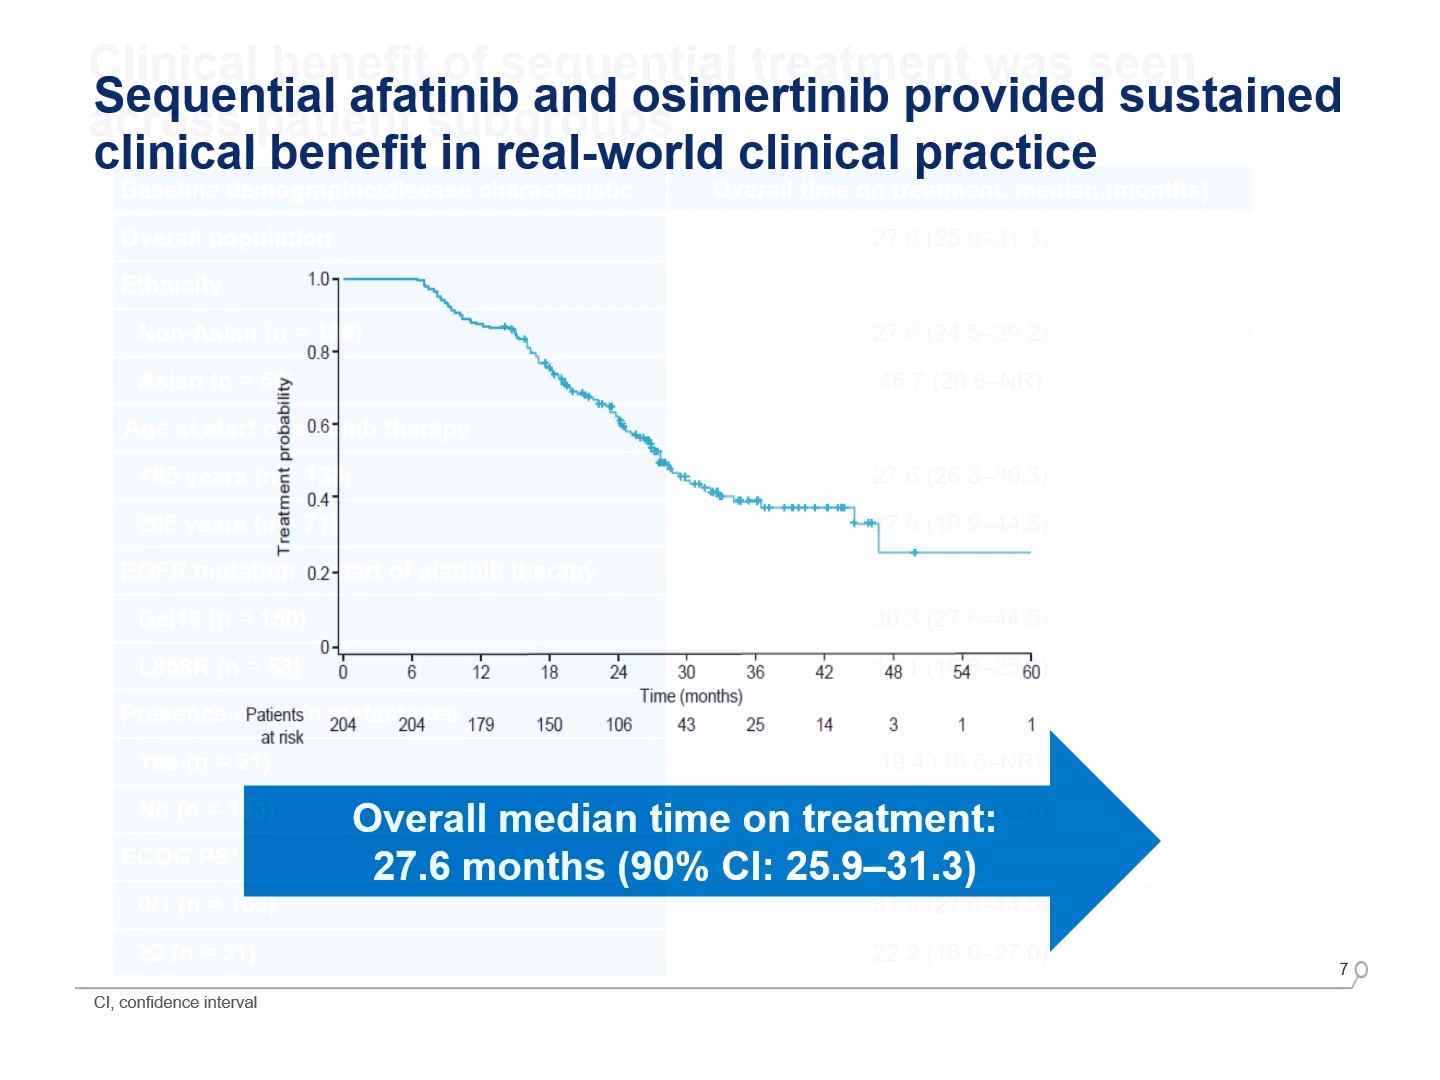 Clinical benefit of sequential treatment was seen
across patient subgroups
Sequential afatinib and osimertinib provided sustained
clinical benefit in real-world clinical practice
Baseline demographic/disease characteristic Overall time on treatment, median (months)
Overall population 27.6 (25.9–31.3)
Ethnicity
Non-Asian (n = 138) 27.6 (24.5–29.2)
Asian (n = 46.7 (26.8–NR)
Age at start of afatinib therapy
<65 years (n = 133) 27.6 (26.3–30.3)
≥65 years (n = 71) 27.6 (19.9–44.5)
EGFR mutation at start of afatinib therapy
Del19 (n = 150) 30.3 (27.6–44.5)
L858R (n = 53)
Presence of brain metastases
Yes (n = 21) 19.4 (16.0–NR)
No (n =
ECOG PS
0/1 (n = 153) 31.3 (27.6–44.5)
≥2 (n = 31) 22.2 (16.0–27.0)
Treatment probability
1.0
0.8
0.6
0.4
0.2
0
0 6 12 18 24 30 36 42 48 54 60
Time (months)
Patients
at risk
204 204 179 150 106 43 25 14 3 1 1
Overall median time on treatment:
27.6 months (90% CI: 25.9–31.3)
7
CI, confidence interval